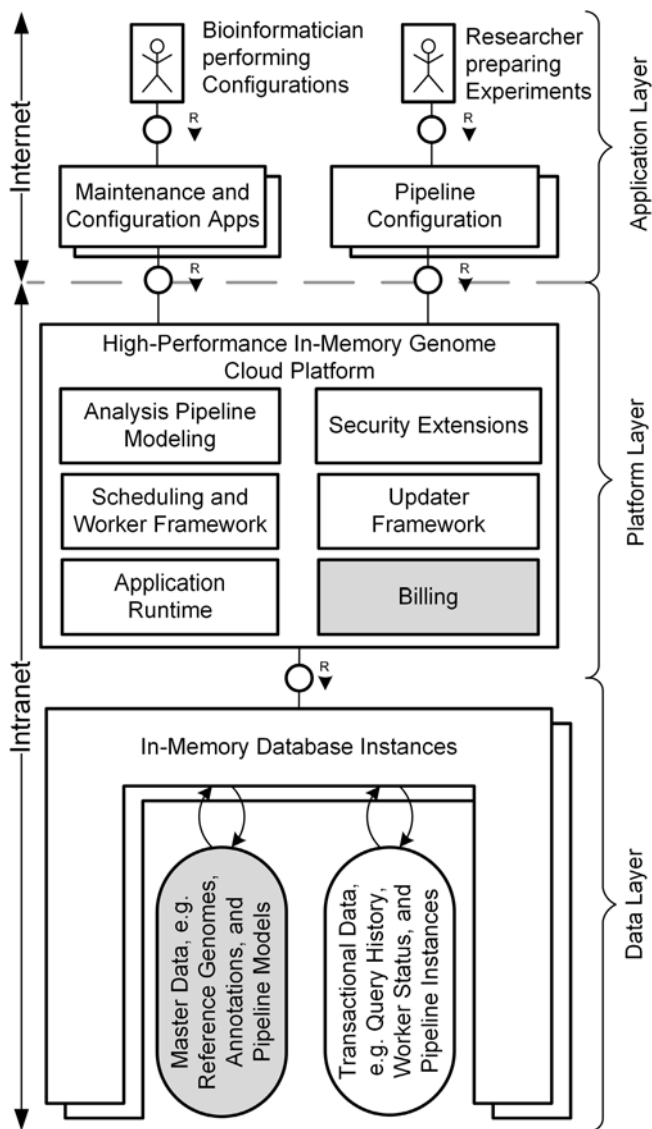 Bioinformatician
performing
Configurations
Researcher
preparing
Experiments
R
R
Internet
Application Layer
Maintenance and
Configuration Apps
Pipeline
Configuration
R
R
High-Performance In-Memory Genome
Cloud Platform
Analysis Pipeline
Modeling
Security Extensions
Scheduling and
Worker Framework
Updater
Framework
Application
Runtime
Billing
Platform Layer
R
Intranet
In-Memory Database Instances
Master Data, e.g.
Reference Genomes,
Annotations, and
Pipeline Models
Transactional Data,
e.g. Query History,
Worker Status, and
Pipeline Instances
Data Layer